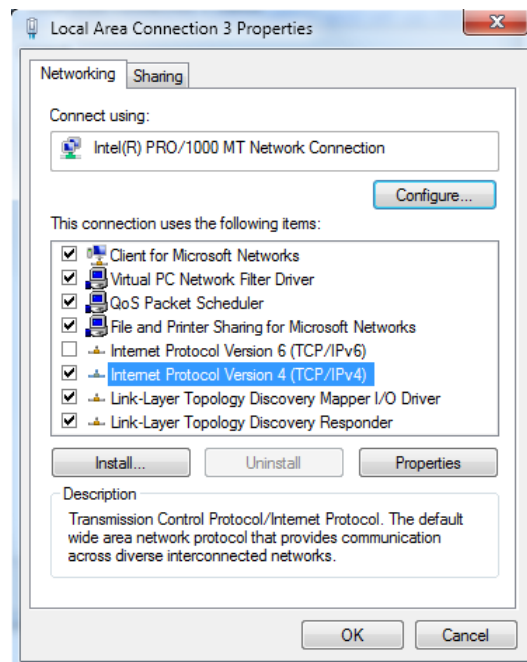 Local Area Connection 3 Properties
Networking
Sharing
Connect using:
Intel(R) PRO/1000 MT Network Connection
Configure...
This connection uses the following items:
Client for Microsoft Networks
Virtual PC Network Filter Driver
QoS Packet Scheduler
File and Printer Sharing for Microsoft Networks
Internet Protocol Version 6 (TCP/IPv6)
Internet Protocol Version 4 (TCP/IPv4)
Link-Layer Topology Discovery Mapper I/O Driver
Link-Layer Topology Discovery Responder
Install...
Uninstall
Properties
Description
Transmission Control Protocol/Internet Protocol. The default
wide area network protocol that provides communication
across diverse interconnected networks.
OK
Cancel